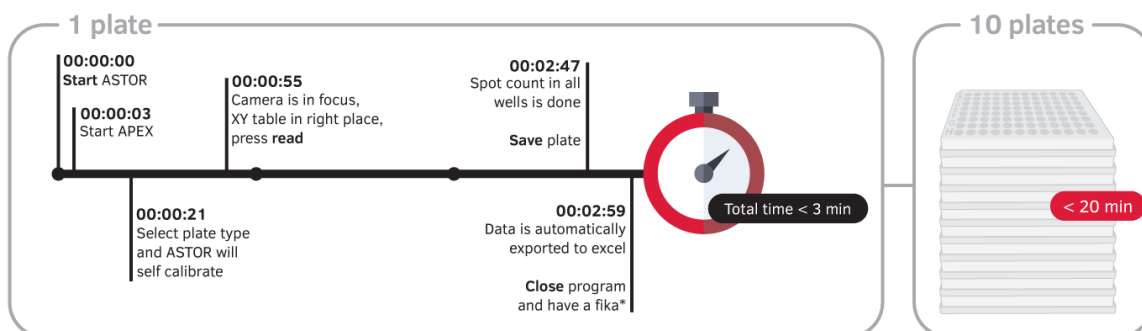 1 plate
00:00:00
Start ASTOR
00:00:03
Start APEX
00:00:21
Select plate type
and ASTOR will
self calibrate
00:00:55
Camera is in focus,
XY table in right place,
press read
00:02:47
Spot count in all
wells is done
Save plate
00:02:59
Data is automatically
exported to excel
Close program
and have a fika*
Total time < 3 min
10 plates
< 20 min